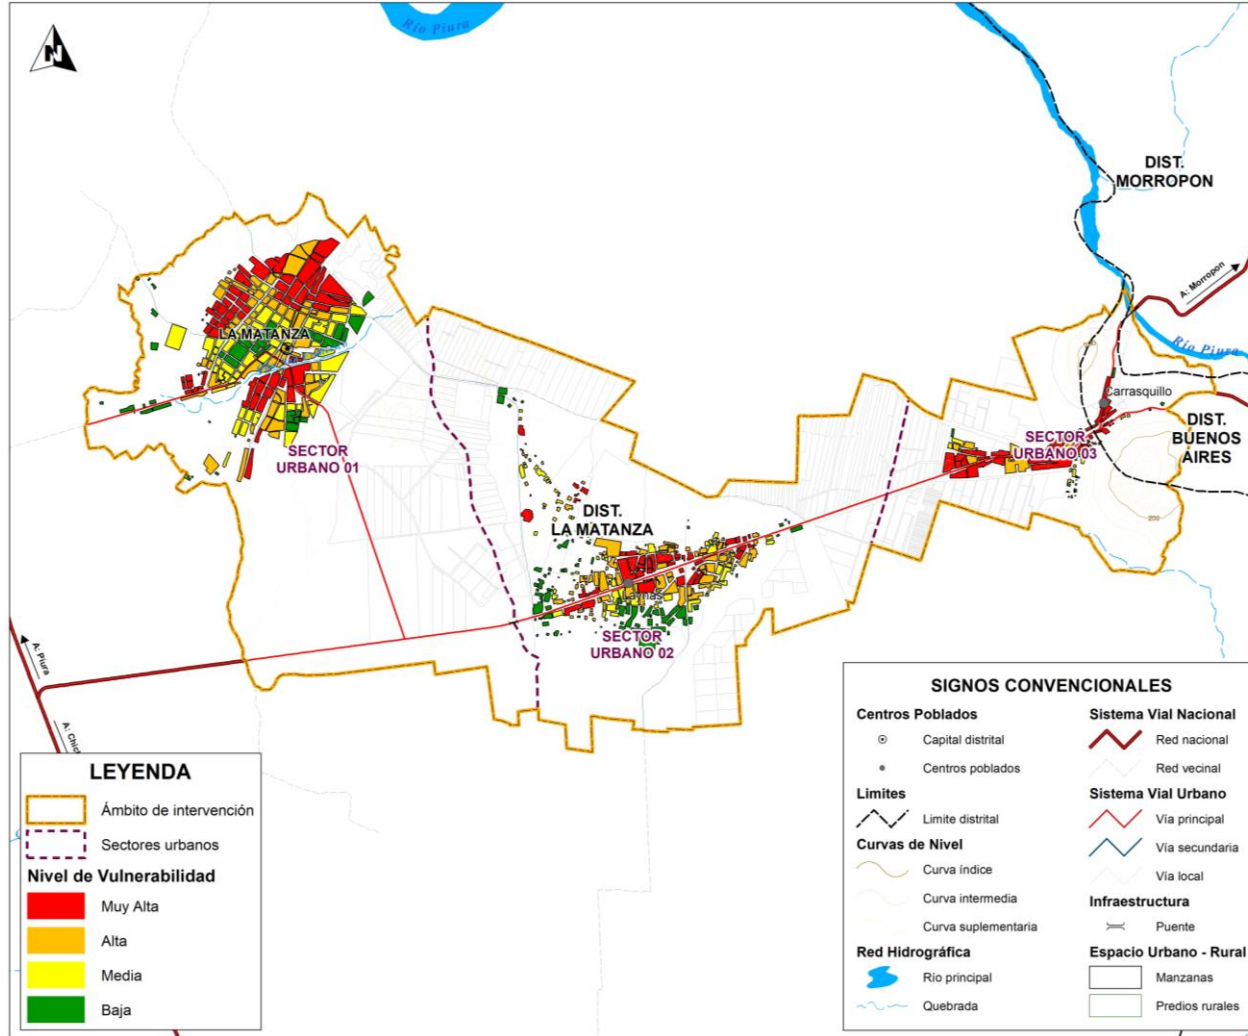 Río Piura
N
DIST.
MORROPON
A: Morropon
Río Piura
LA MATANZA
Carrasquillo
DIST.
BUENOS
AIRES
SECTOR
URBANO 03
SECTOR
URBANO 01
200
DIST.
LA MATANZA
SECTOR
URBANO 02
A: Piura
LEYENDA
Ámbito de intervención
Sectores urbanos
Nivel de Vulnerabilidad
Muy Alta
Alta
Media
Baja
SIGNOS CONVENCIONALES
Centros Poblados
Capital distrital
Centros poblados
Limites
Limite distrital
Curvas de Nivel
Curva índice
Curva intermedia
Curva suplementaria
Red Hidrográfica
Río principal
Quebrada
Sistema Vial Nacional
Red nacional
Red vecinal
Sistema Vial Urbano
Vía principal
Vía secundaria
Vía local
Infraestructura
Puente
Espacio Urbano - Rural
Manzanas
Predios rurales